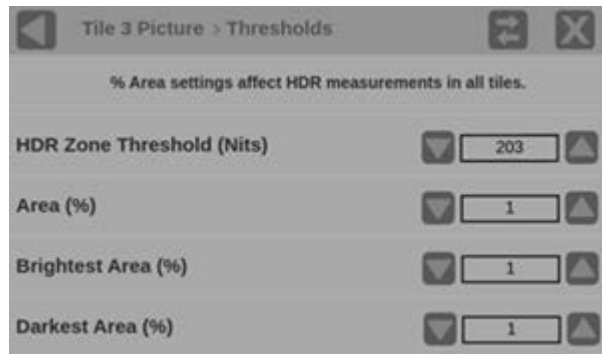 Tile 3 Picture > Thresholds
% Area settings affect HDR measurements in all tiles.
HDR Zone Threshold (Nits) 203
Area (%) 1
Brightest Area (%) 1
Darkest Area (%) 1